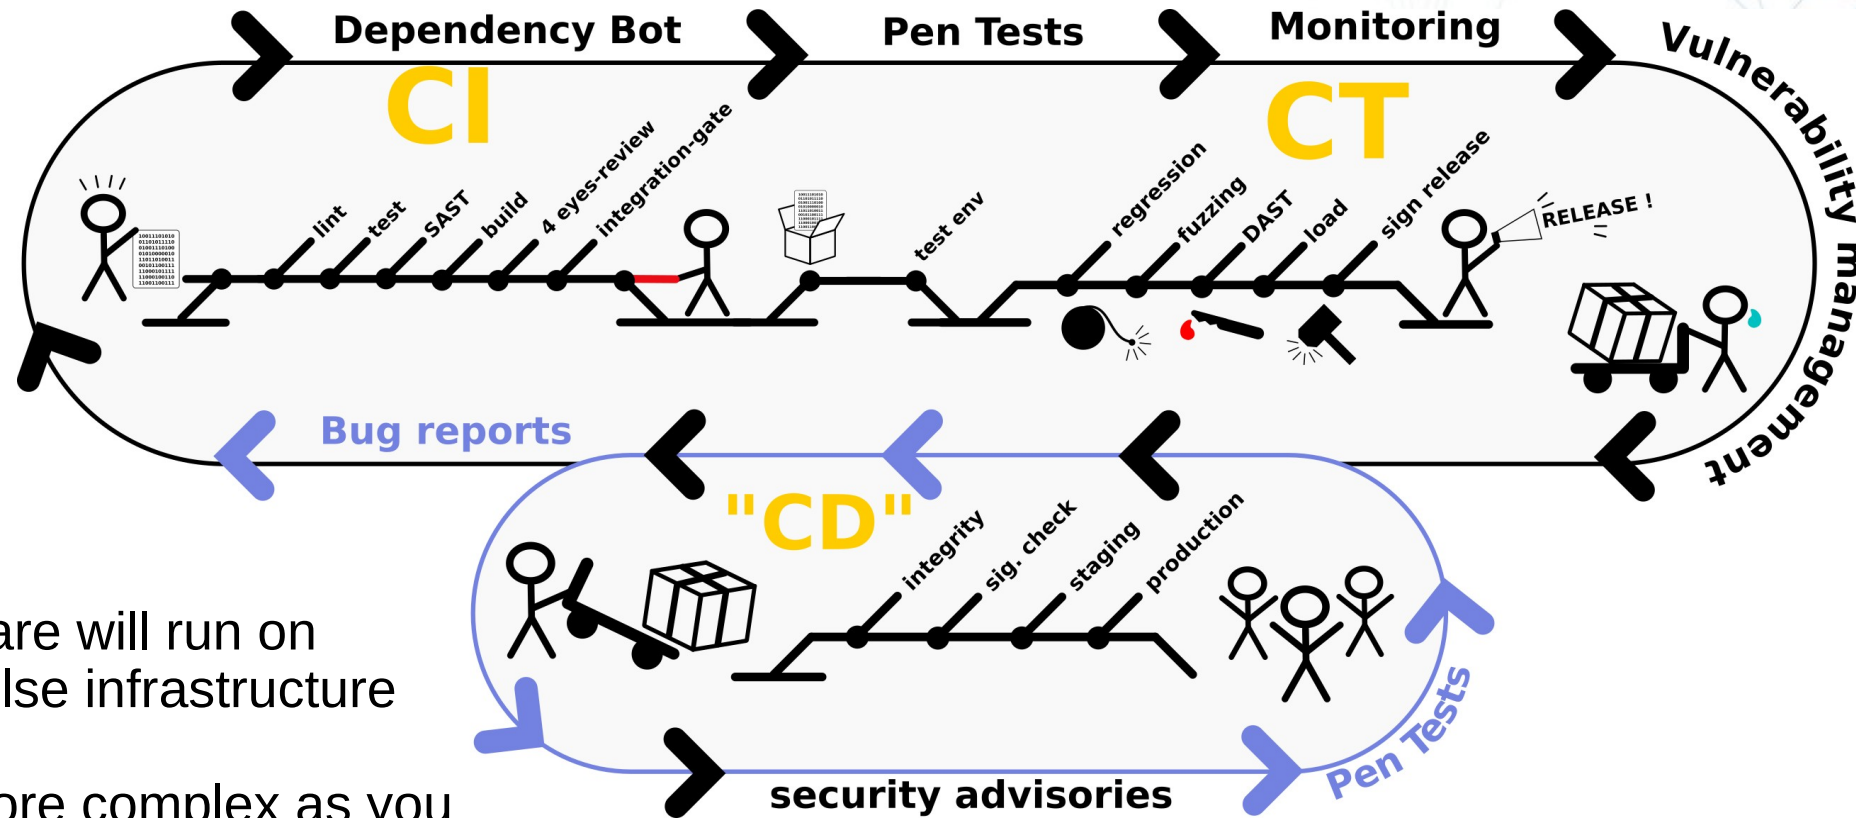 Dependency Bot
Pen Tests
Monitoring
Vulnerability management
CI
CT
lint
test
SAST
build
4 eyes-review
integration-gate
test env
regression
fuzzing
DAST
load
sign release
RELEASE !
Bug reports
"CD"
integrity
sig. check
staging
production
are will run on
lse infrastructure
ore complex as you
Pen Tests
security advisories